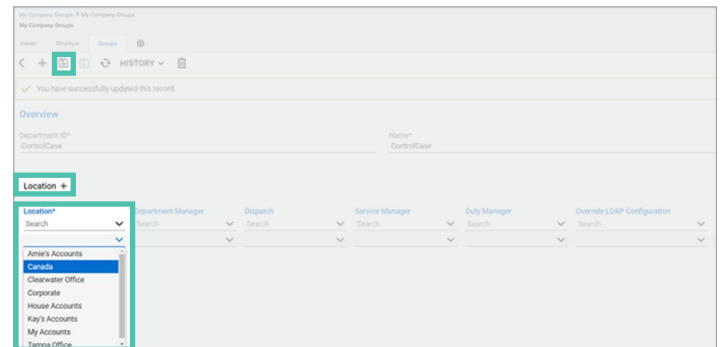 My Company Groups > My Company Groups
My Company Groups
Owner Structure Groups
HISTORY
You have successfully updated this record.
Overview
Department ID* Name*
ControlCase ControlCase
Location +
Location* Department Manager Dispatch Service Manager Duty Manager Override LDAP Configuration
Search Search Search Search Search Search
Arnie's Accounts
Canada
Clearwater Office
Corporate
House Accounts
Kay's Accounts
My Accounts
Tampa Office